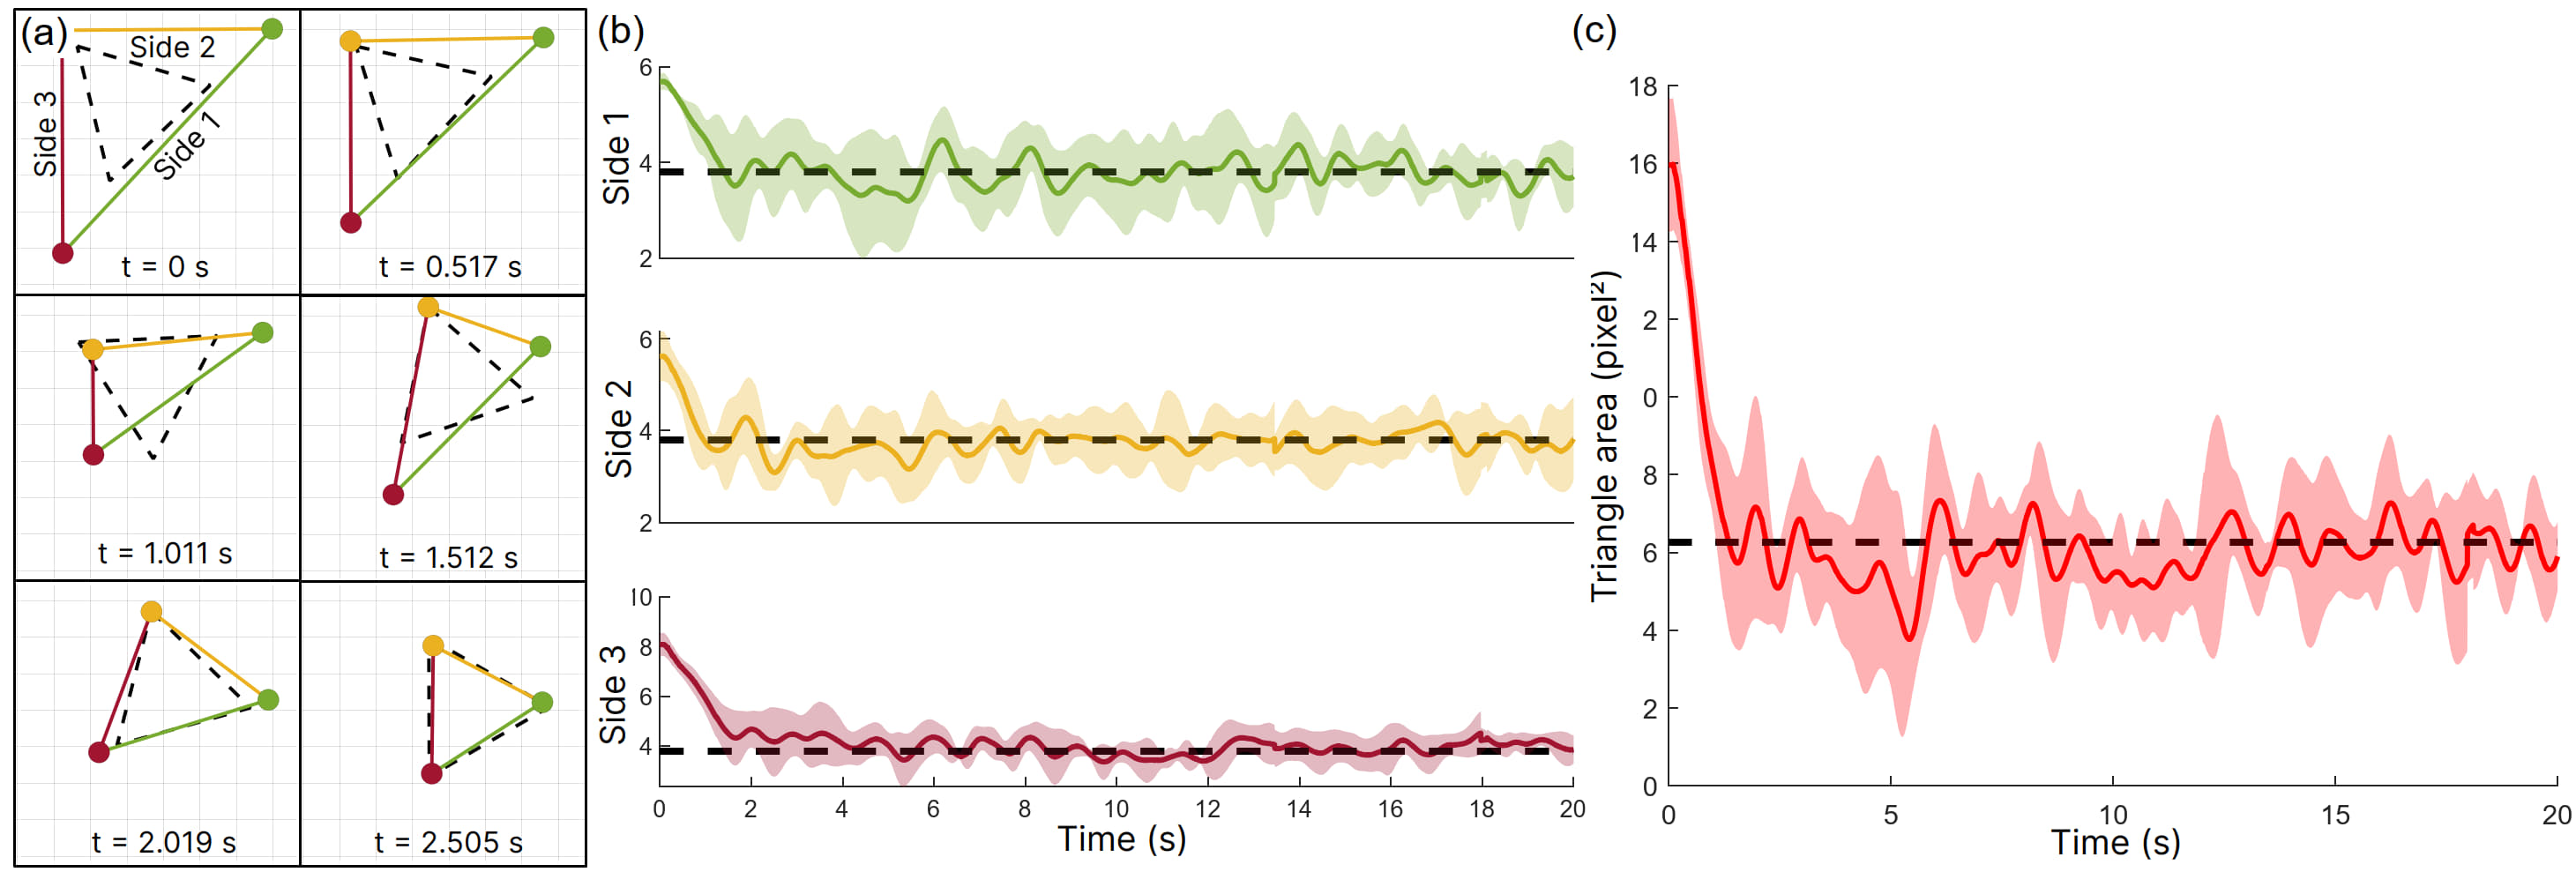 (a)
Side 2
Side 3
Side 1
t = 0 s
t = 0.517 s
t = 1.011 s
t = 1.512 s
t = 2.019 s
t = 2.505 s
(b)
Side 1
6
4
2
Side 2
6
4
2
Side 3
10
8
6
4
0 2 4 6 8 10 12 14 16 18 20
Time (s)
(c)
Triangle area (pixel²)
18
16
14
2
0
8
6
4
2
0
0 5 10 15 20
Time (s)